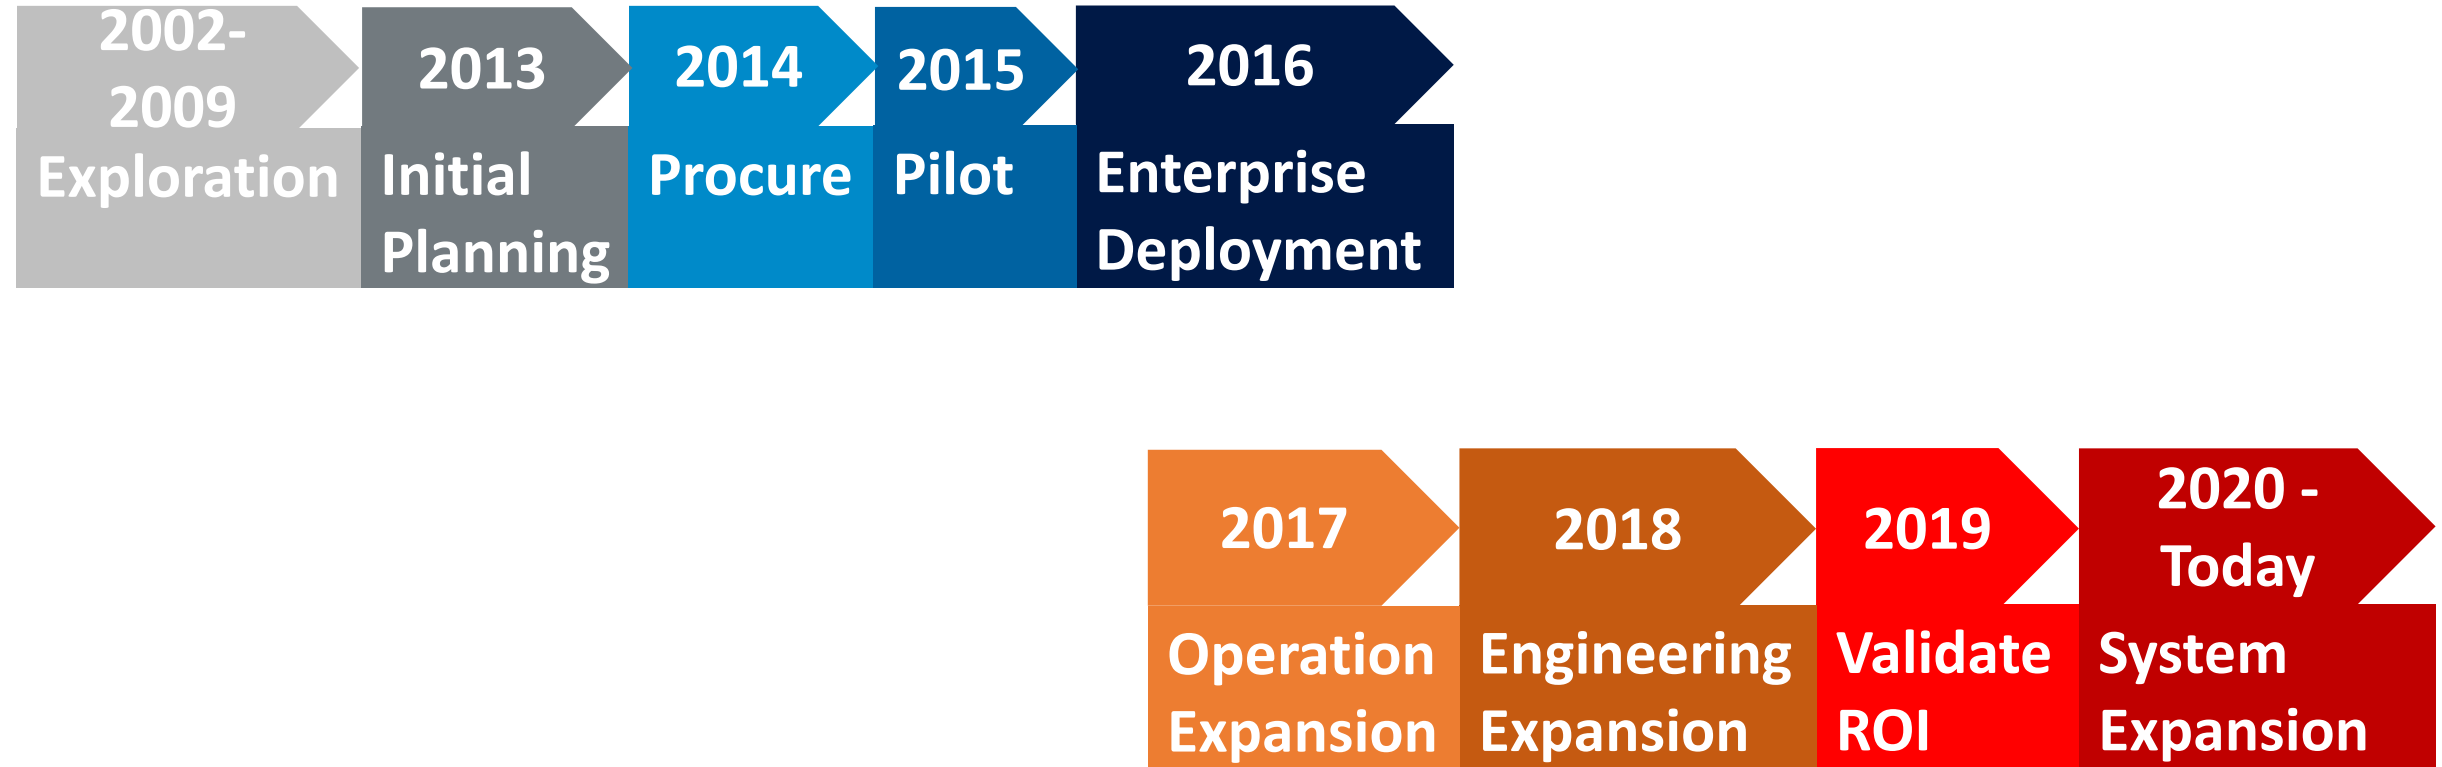 2002-
2009
Exploration
2013
Initial
Planning
2014
Procure
2015
Pilot
2016
Enterprise
Deployment
2017
Operation
Expansion
2018
Engineering
Expansion
2019
Validate
ROI
2020 -
Today
System
Expansion